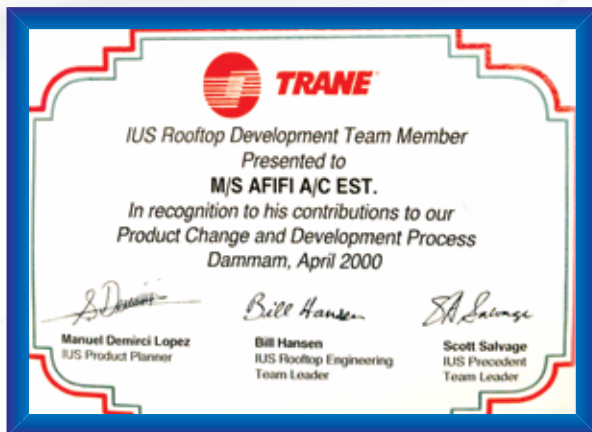 TRANE
IUS Rooftop Development Team Member
Presented to
M/S AFIFI A/C EST.
In recognition to his contributions to our
Product Change and Development Process
Dammam, April 2000
Bill Hansen
SA Salvage
Manuel Demirci Lopez
IUS Product Planner
Bill Hansen
IUS Rooftop Engineering
Team Leader
Scott Salvage
IUS Precedent
Team Leader